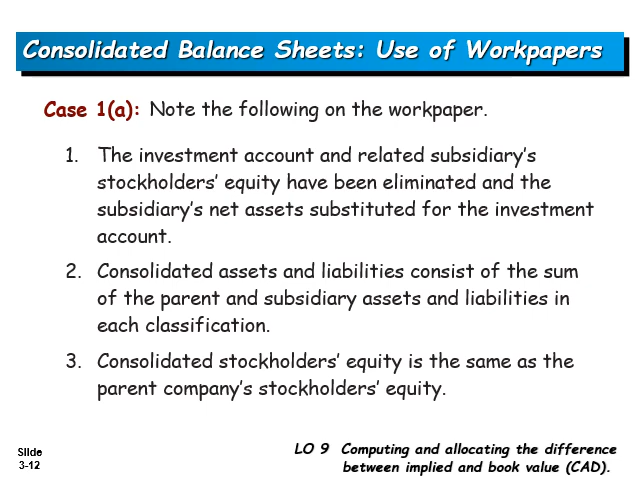 Consolidated Balance Sheets: Use of Workpapers
Case 1(a): Note the following on the workpaper.
1. The investment account and related subsidiary's
stockholders' equity have been eliminated and the
subsidiary's net assets substituted for the investment
account.
2. Consolidated assets and liabilities consist of the sum
of the parent and subsidiary assets and liabilities in
each classification.
3. Consolidated stockholders' equity is the same as the
parent company's stockholders' equity.
Slide
3-12
LO 9 Computing and allocating the difference
between implied and book value (CAD).